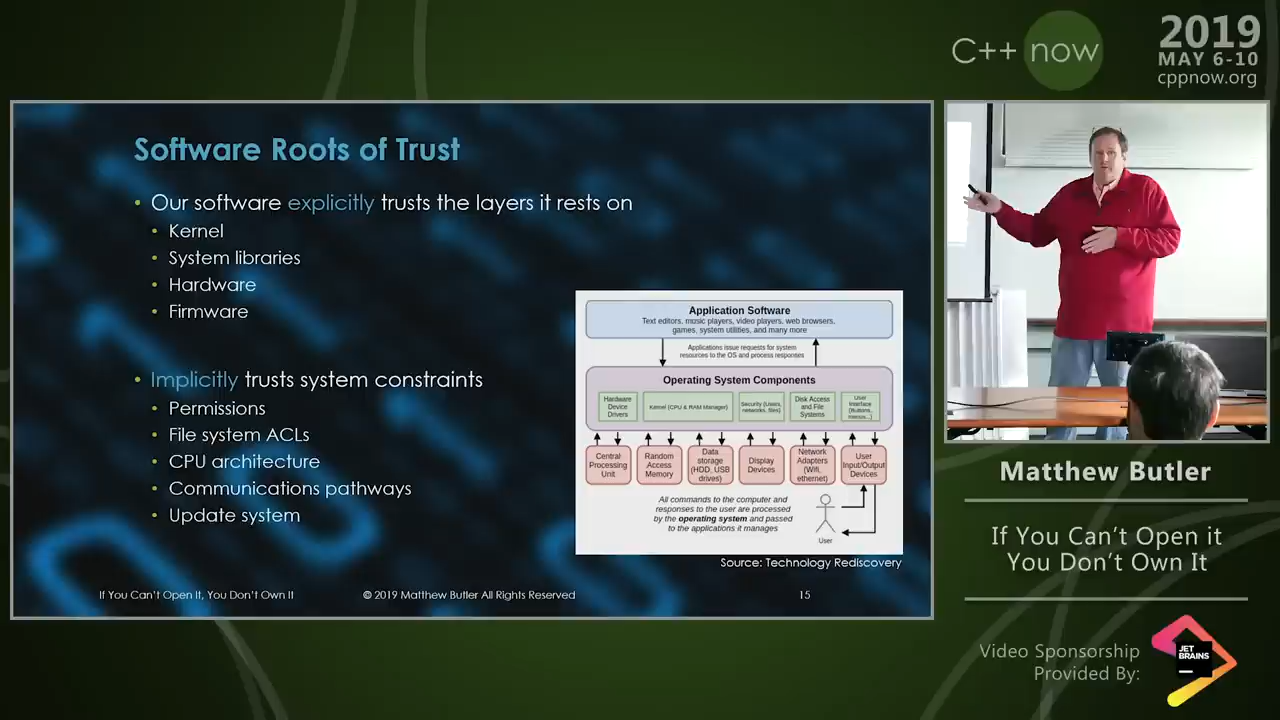 C++ now
2019
MAY 6-10
cppnow.org
Software Roots of Trust
• Our software explicitly trusts the layers it rests on
• Kernel
• System libraries
• Hardware
• Firmware
• Implicitly trusts system constraints
• Permissions
• File system ACLs
• CPU architecture
• Communications pathways
• Update system
Application Software
Text editors, music players, video players, web browsers,
games, system utilities, and many more
Applications issue requests for system
resources to the OS and process responses
Operating System Components
Hardware
Device
Drivers
Kernel (CPU & RAM Manager)
Security (Users,
networks, files)
Disk Access
and File
Systems
User
Interface
(Buttons,
menus...)
Central
Processing
Unit
Random
Access
Memory
Data
storage
(HDD, USB
drives)
Display
Devices
Network
Adapters
(Wifi,
ethernet)
User
Input/Output
Devices
All commands to the computer and
responses to the user are processed
by the operating system and passed
to the applications it manages
User
Source: Technology Rediscovery
If You Can't Open It, You Don't Own It
© 2019 Matthew Butler All Rights Reserved
15
Matthew Butler
If You Can't Open it
You Don't Own It
Video Sponsorship
Provided By:
JET
BRAINS